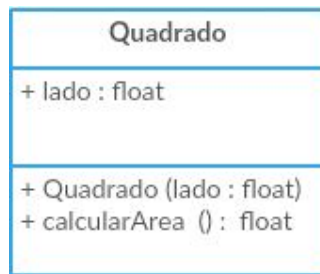 Quadrado
+ lado : float
+ Quadrado (lado : float)
+ calcularArea () : float